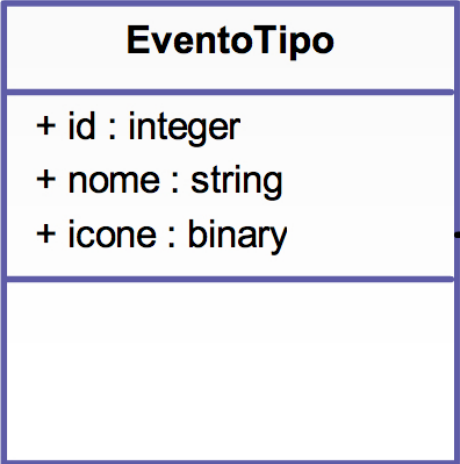 EventoTipo
+ id : integer
+ nome : string
+ icone : binary